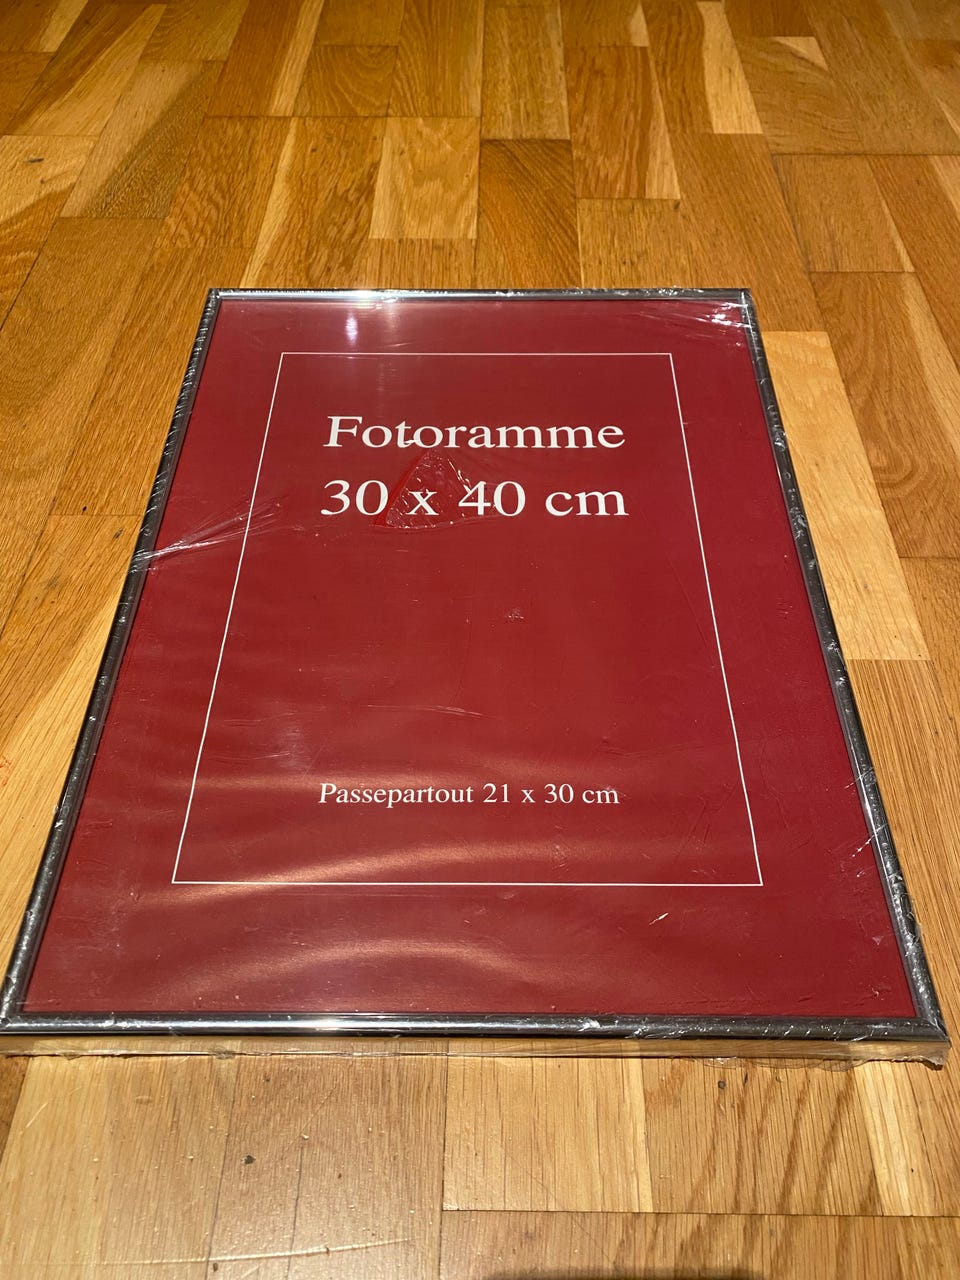 Fotoramme
30 x 40 cm
Passepartout 21 x 30 cm